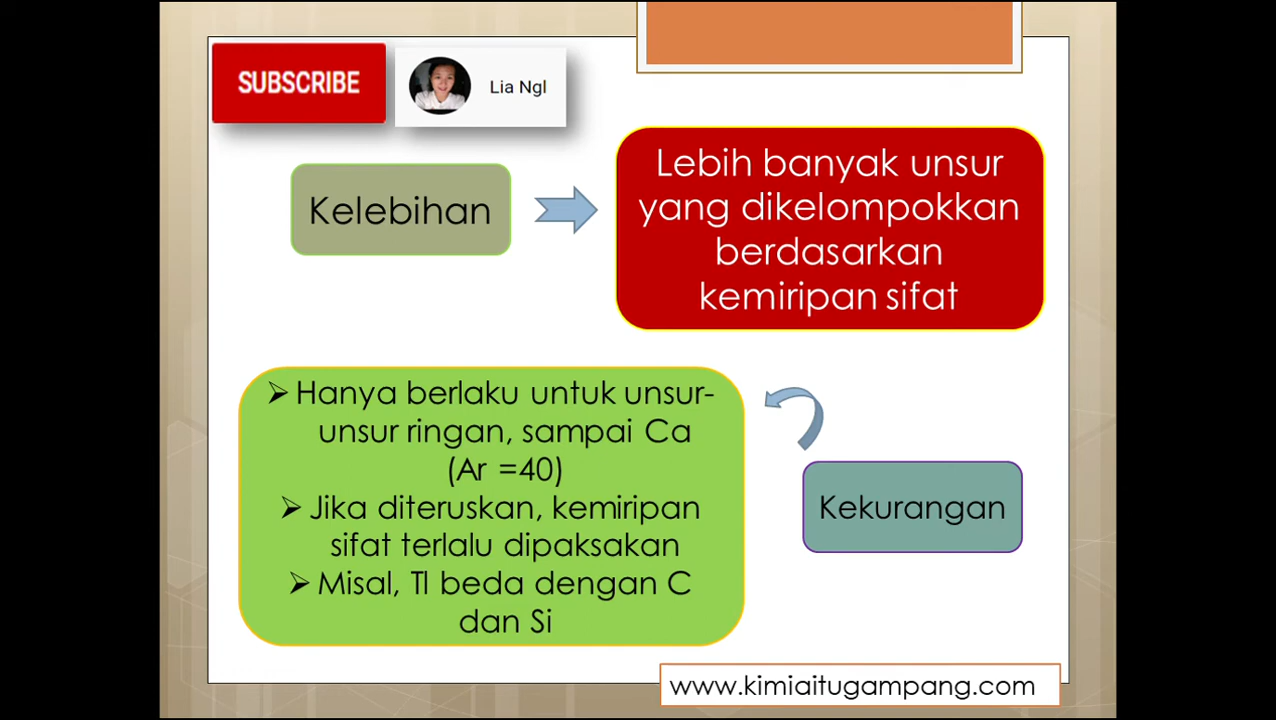 SUBSCRIBE
Lia Ngl
Kelebihan
Lebih banyak unsur
yang dikelompokkan
berdasarkan
kemiripan sifat
➢ Hanya berlaku untuk unsur-
unsur ringan, sampai Ca
(Ar =40)
➢ Jika diteruskan, kemiripan
sifat terlalu dipaksakan
➢ Misal, Tl beda dengan C
dan Si
Kekurangan
www.kimiaitugampang.com